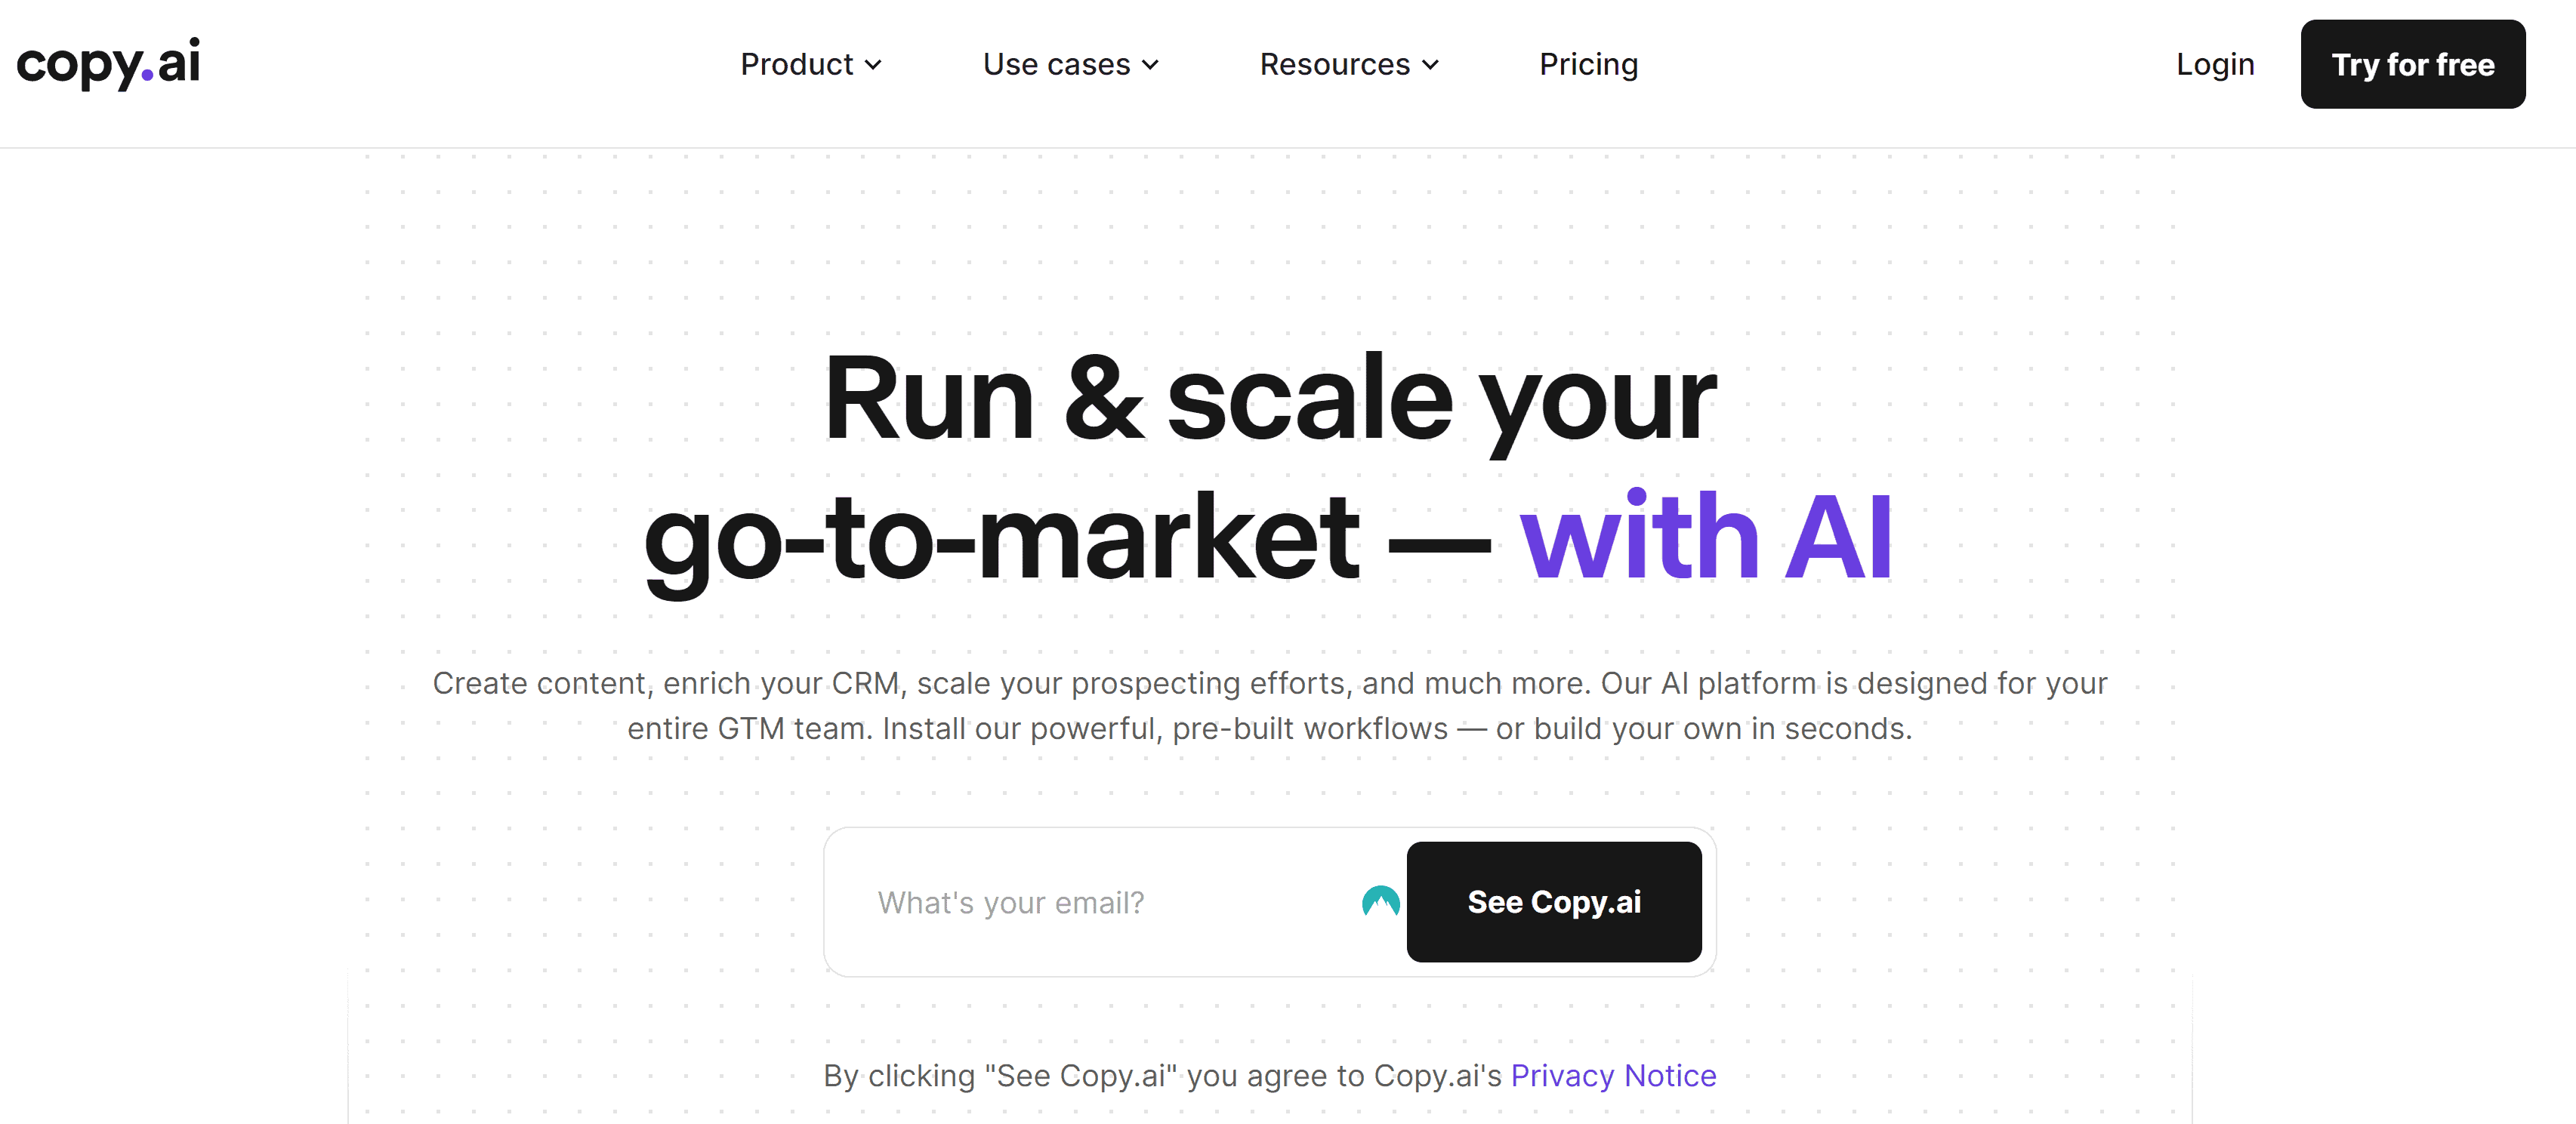 copy.ai
Product
Use cases
Resources
Pricing
Login
Try for free
Run & scale your
go-to-market — with AI
Create content, enrich your CRM, scale your prospecting efforts, and much more. Our AI platform is designed for your
entire GTM team. Install our powerful, pre-built workflows — or build your own in seconds.
What's your email?
See Copy.ai
By clicking "See Copy.ai" you agree to Copy.ai's Privacy Notice